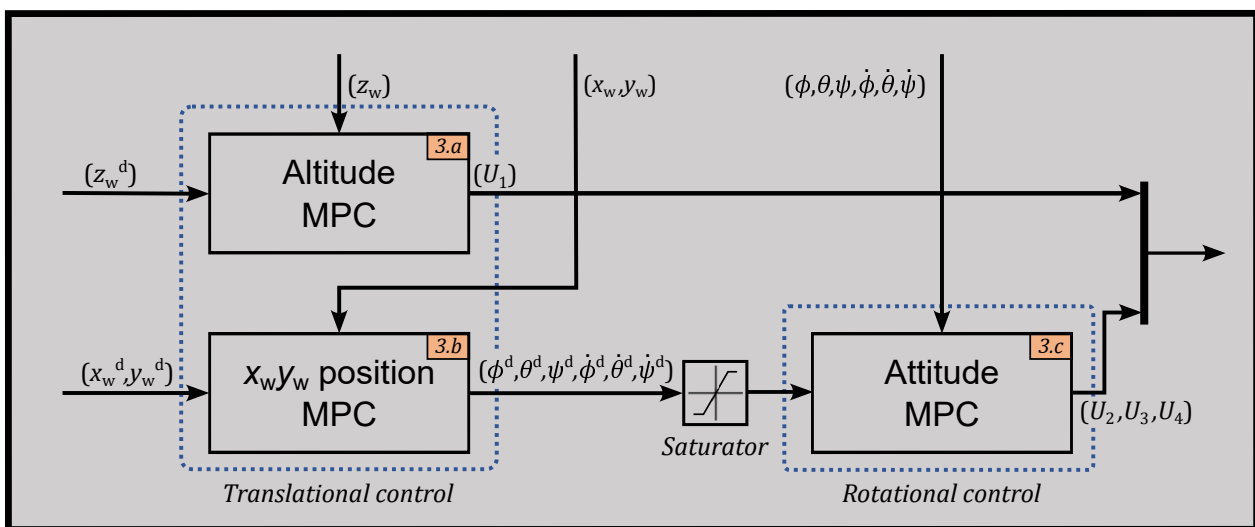 (z_w)
(x_w,y_w)
(ϕ,θ,ψ,ϕ̇,θ̇,ψ̇)
3.a
(z_w^d)
Altitude
MPC
(U_1)
3.b
(x_w^d,y_w^d)
x_w y_w position
MPC
(ϕ^d,θ^d,ψ^d,ϕ̇^d,θ̇^d,ψ̇^d)
Saturator
3.c
Attitude
MPC
(U_2,U_3,U_4)
Translational control
Rotational control